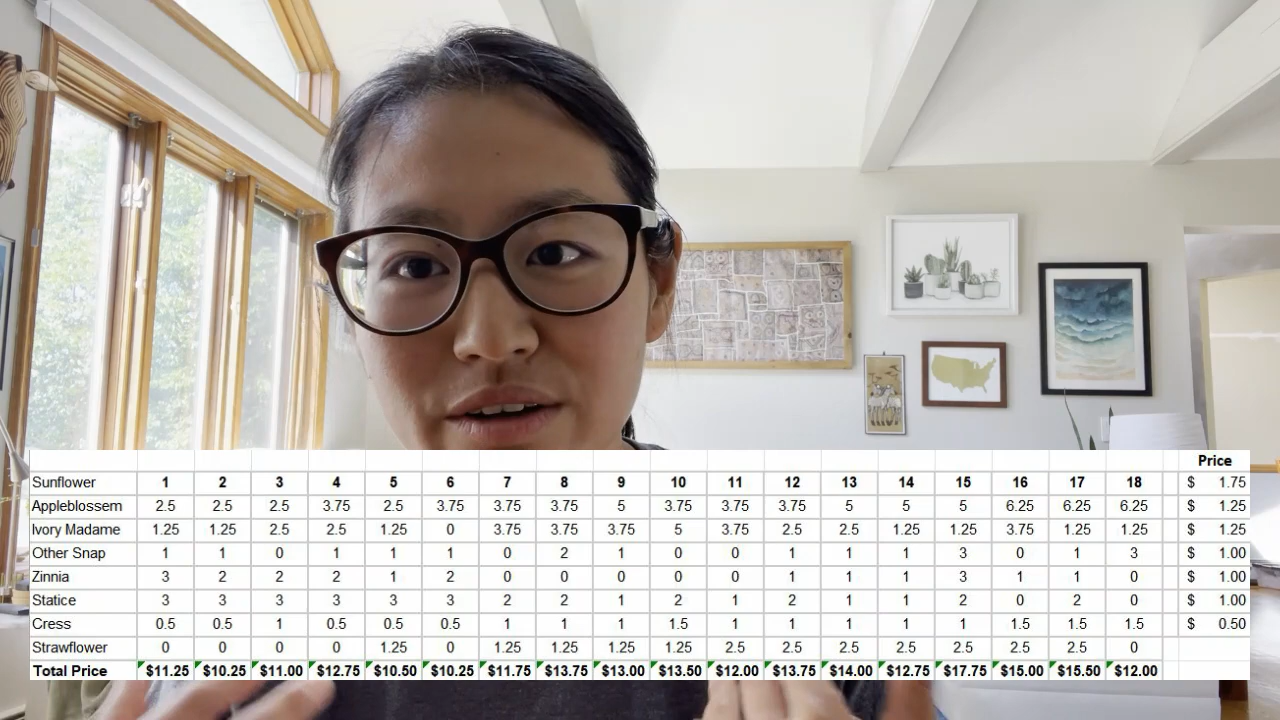 Price
Sunflower 1 2 3 4 5 6 7 8 9 10 11 12 13 14 15 16 17 18 $ 1.75
Appleblossem 2.5 2.5 2.5 3.75 2.5 3.75 3.75 3.75 5 3.75 3.75 3.75 5 5 5 6.25 6.25 6.25 $ 1.25
Ivory Madame 1.25 1.25 2.5 2.5 1.25 0 3.75 3.75 3.75 5 3.75 2.5 2.5 1.25 1.25 3.75 1.25 1.25 $ 1.25
Other Snap 1 1 0 1 1 1 0 2 1 0 0 1 1 1 3 0 1 3 $ 1.00
Zinnia 3 2 2 2 1 2 0 0 0 0 0 1 1 1 3 1 1 0 $ 1.00
Statice 3 3 3 3 3 3 2 2 1 2 1 2 1 1 2 0 2 0 $ 1.00
Cress 0.5 0.5 1 0.5 0.5 0.5 1 1 1 1.5 1 1 1 1 1 1.5 1.5 1.5 $ 0.50
Strawflower 0 0 0 0 1.25 0 1.25 1.25 1.25 1.25 2.5 2.5 2.5 2.5 2.5 2.5 2.5 0
Total Price $11.25 $10.25 $11.00 $12.75 $10.50 $10.25 $11.75 $13.75 $13.00 $13.50 $12.00 $13.75 $14.00 $12.75 $17.75 $15.00 $15.50 $12.00